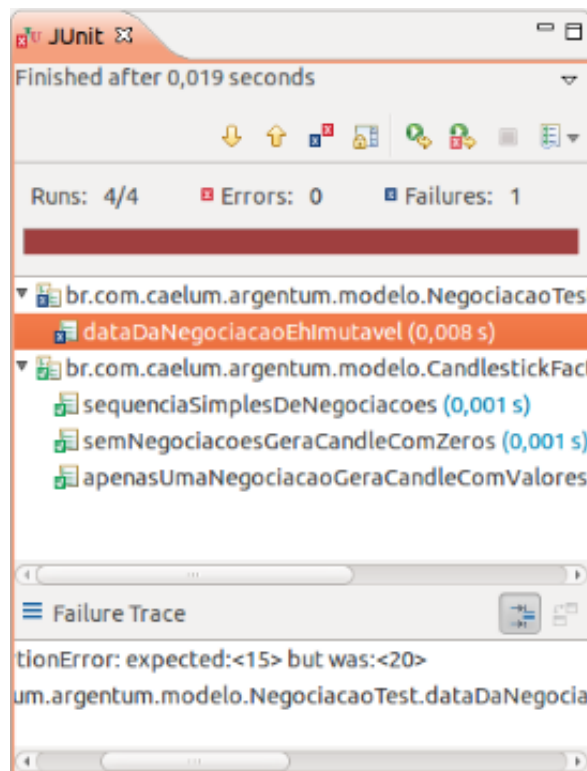 JUnit
Finished after 0,019 seconds
Runs: 4/4 Errors: 0 Failures: 1
br.com.caelum.argentum.modelo.NegociacaoTes
dataDaNegociacaoEhImutavel (0,008 s)
br.com.caelum.argentum.modelo.CandlestickFact
sequenciaSimplesDeNegociacoes (0,001 s)
semNegociacoesGeraCandleComZeros (0,001 s)
apenasUmaNegociacaoGeraCandleComValores
Failure Trace
tionError: expected:<15> but was:<20>
um.argentum.modelo.NegociacaoTest.dataDaNegocia